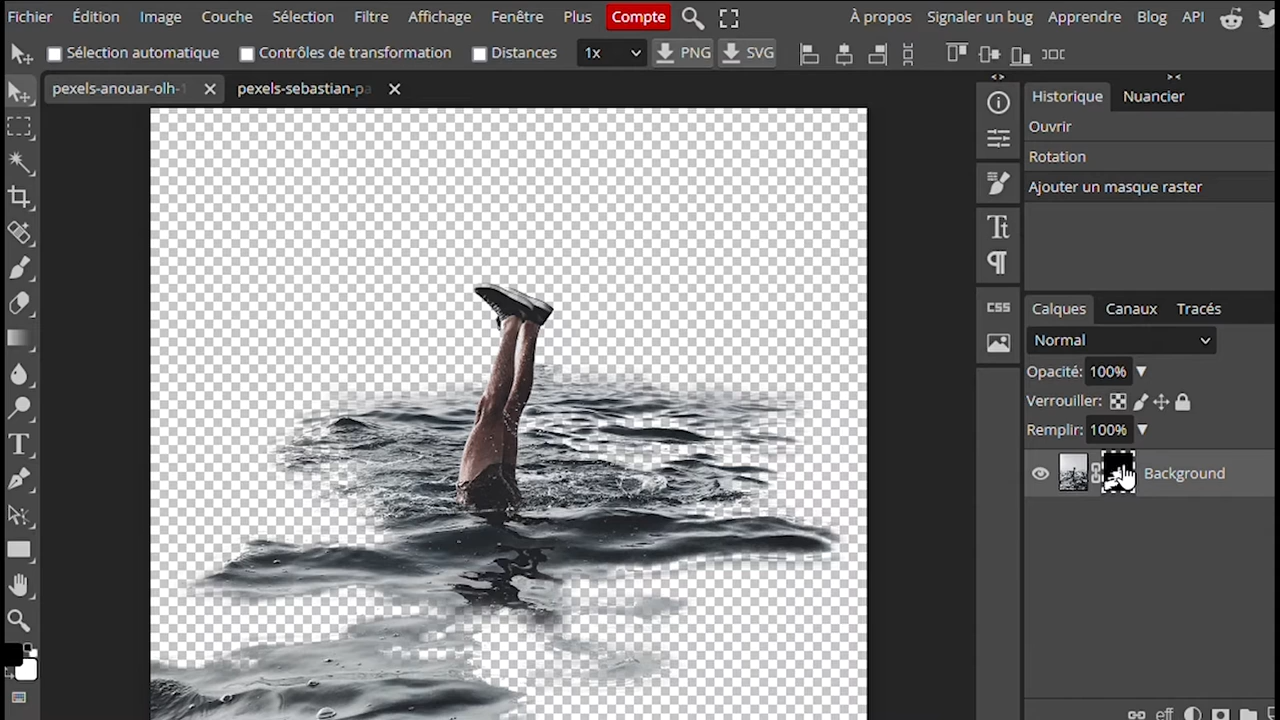 Fichier Édition Image Couche Sélection Filtre Affichage Fenêtre Plus Compte À propos Signaler un bug Apprendre Blog API
Sélection automatique Contrôles de transformation Distances 1x PNG SVG
pexels-anouar-olh-1 pexels-sebastian-pa
Historique Nuancier
Ouvrir
Rotation
Ajouter un masque raster
CSS
Calques Canaux Tracés
Normal
Opacité: 100%
Verrouiller:
Remplir: 100%
Background
eff